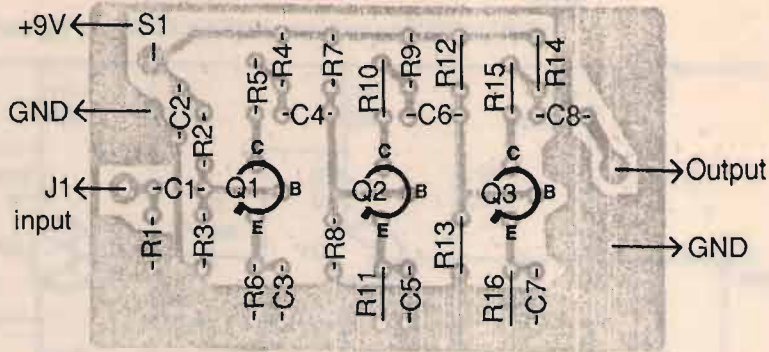 +9V
S1
GND
J1
input
-C2-
-R2-
-C1-
-R1-
-R3-
-R5-
-R4-
-C4-
-R7-
R10
-R9-
-C6-
R12
R15
R14
-C8-
C
Q1
B
E
C
Q2
B
E
C
Q3
B
E
-R6-
-C3-
-R8-
R11
-C5-
R13
R16
-C7-
Output
GND